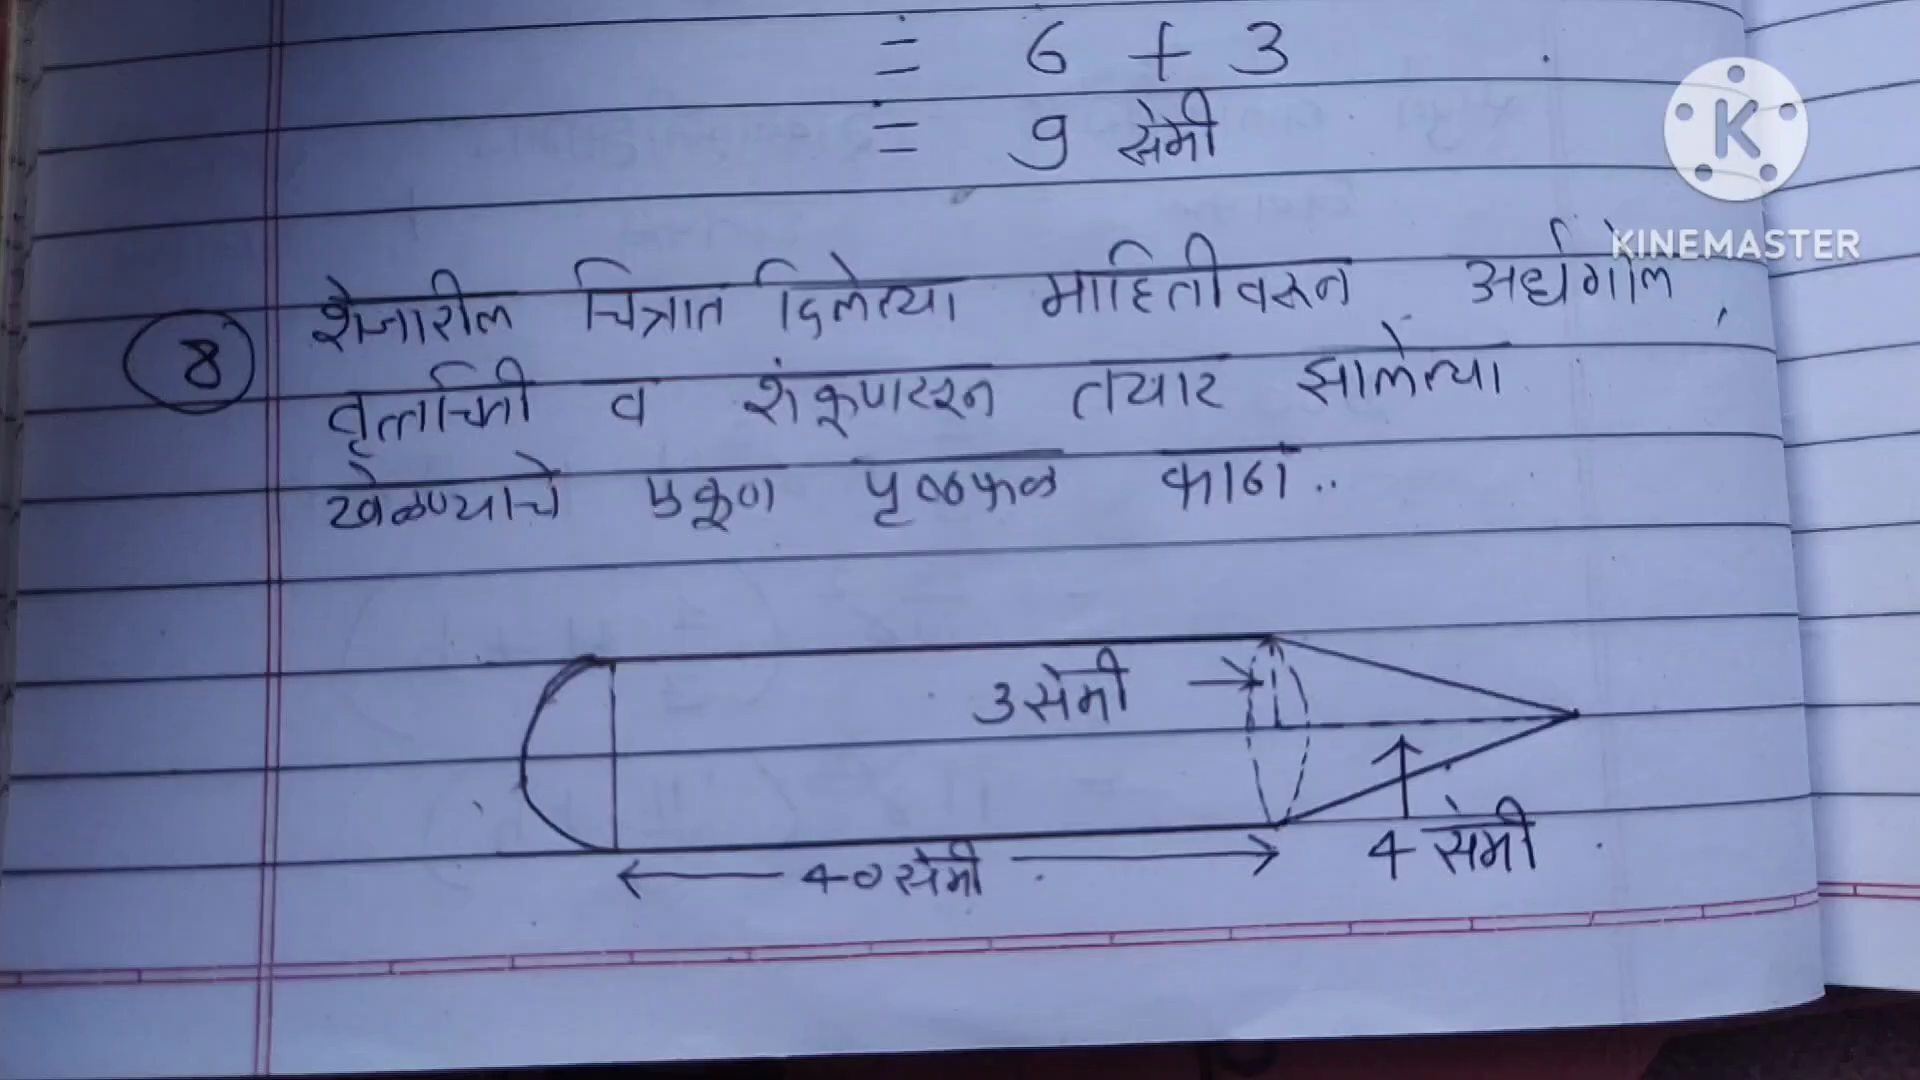 = 6 + 3
= 9 सेमी
K
KINEMASTER
8 शेजारील चित्रात दिलेल्या माहितीवरून अर्धगोल,
वृत्तचिती व शंकूपासून तयार झालेल्या
खेळण्याचे एकूण पृष्ठफळ काढा..
3 सेमी
40 सेमी
4 सेमी